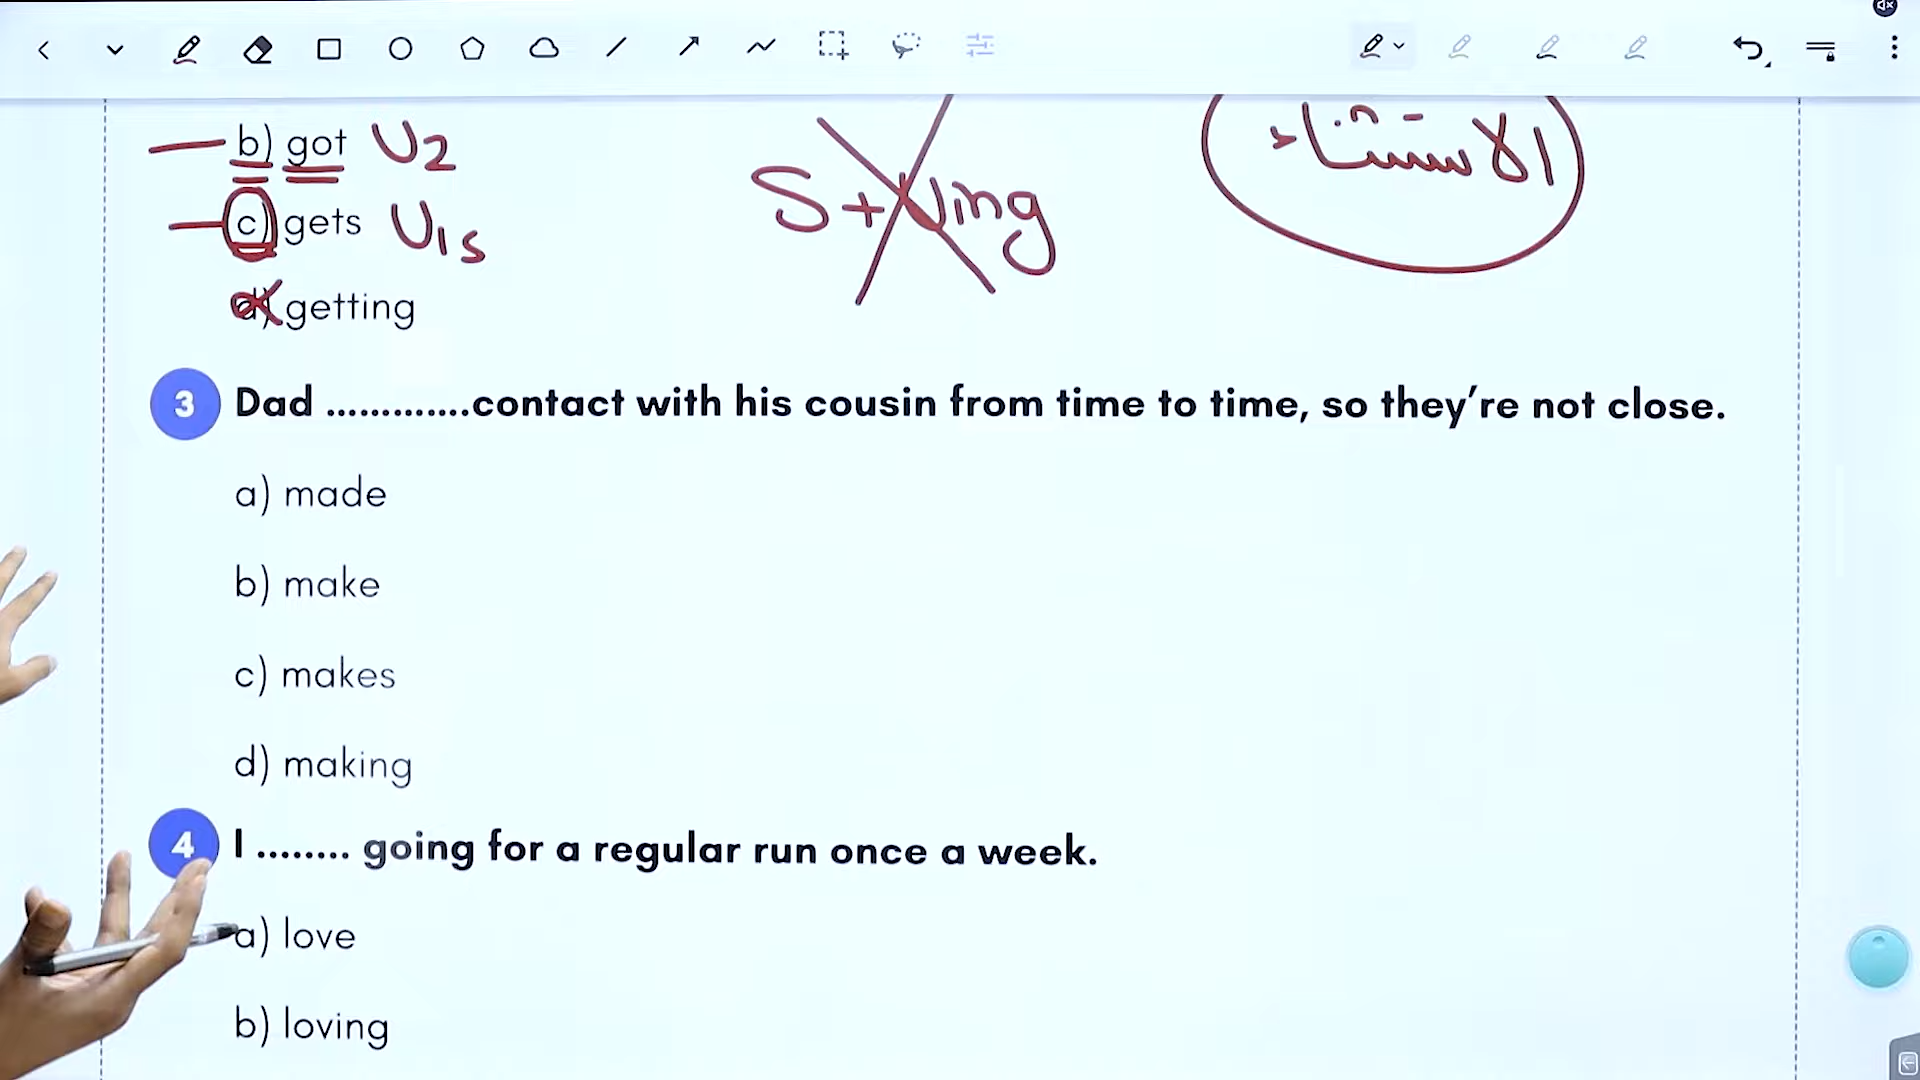 b) got V2
c) gets V1s
S + Ving
الاستثناء
d) getting
3 Dad .............contact with his cousin from time to time, so they're not close.
a) made
b) make
c) makes
d) making
4 I ........ going for a regular run once a week.
a) love
b) loving